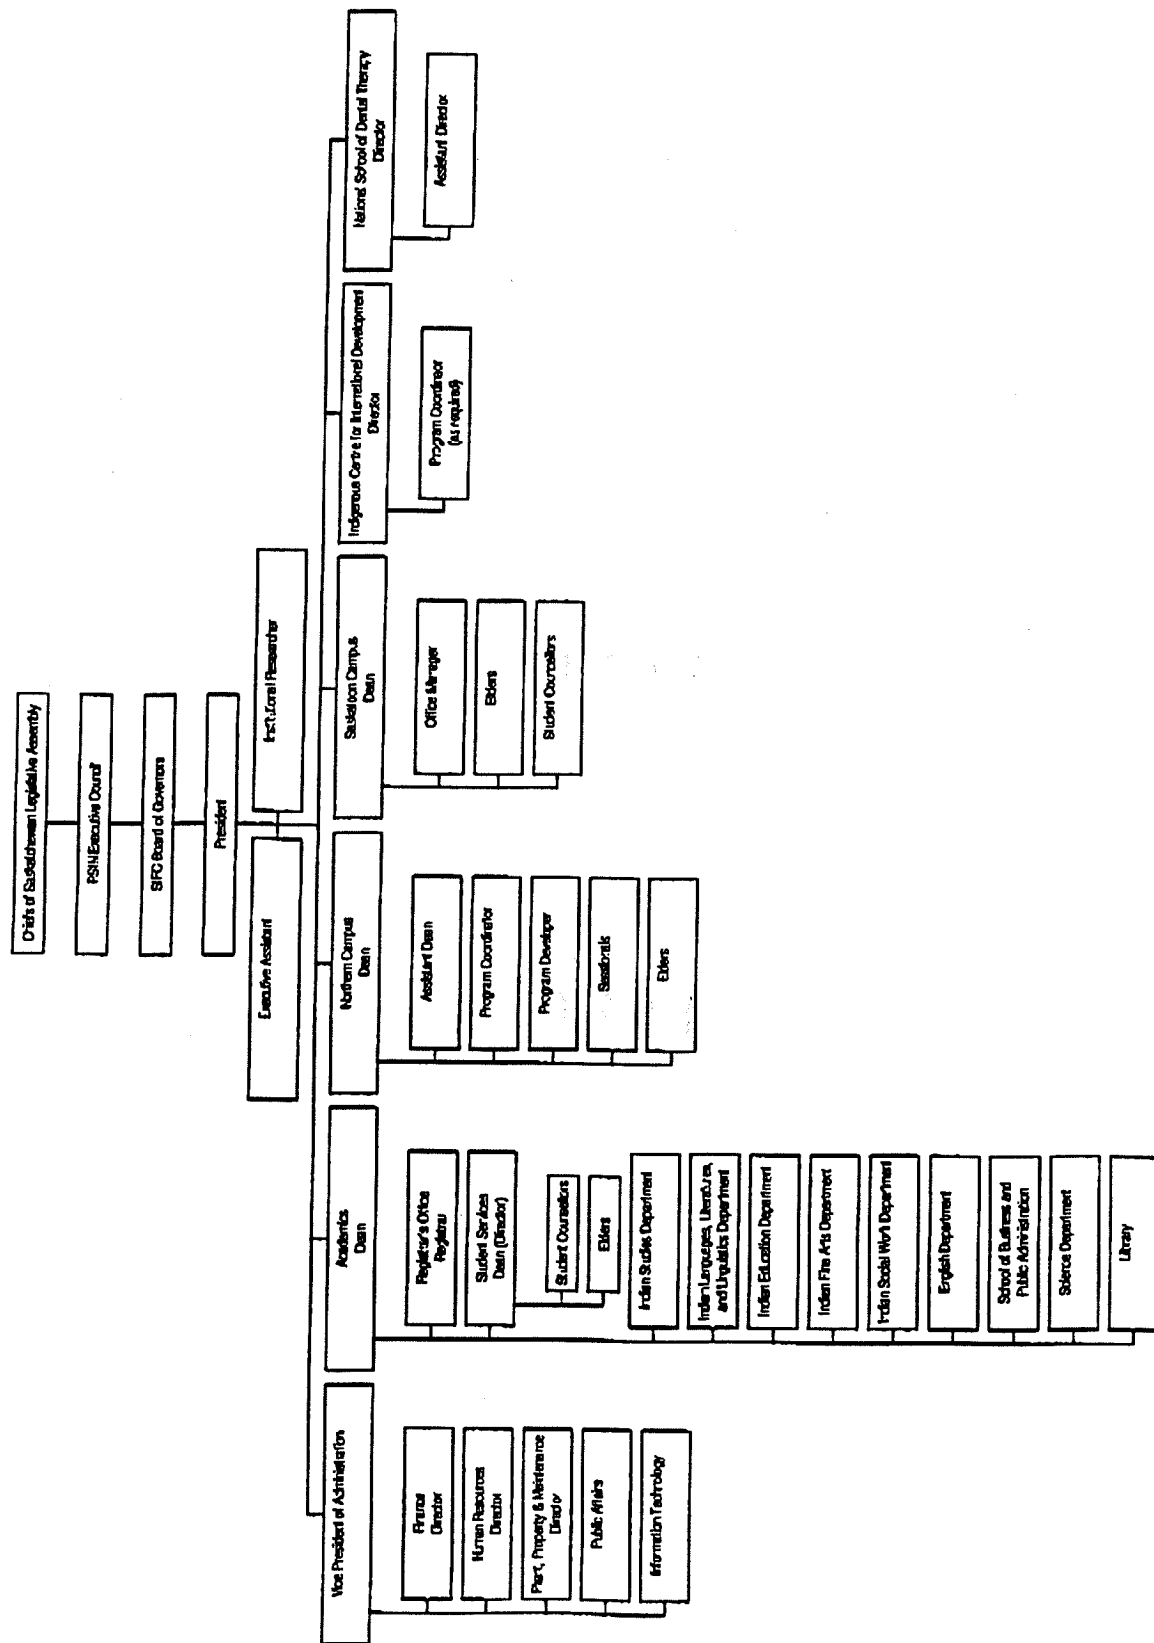 Chiefs of Saskatchewan Legislative Assembly
FSIN Executive Council
SIFC Board of Governors
President
Executive Assistant
Institutional Researcher
Vice President of Administration
Finance
Director
Human Resources
Director
Plant, Property & Maintenance
Director
Public Affairs
Information Technology
Academics
Dean
Registrar's Office
Registrar
Student Services
Dean (Director)
Student Counsellors
Elders
Indian Studies Department
Indian Languages, Literatures,
and Linguistics Department
Indian Education Department
Indian Fine Arts Department
Indian Social Work Department
English Department
School of Business and
Public Administration
Science Department
Library
Northern Campus
Dean
Assistant Dean
Program Coordinator
Program Developer
Sessionals
Elders
Saskatoon Campus
Dean
Office Manager
Elders
Student Councellors
Indigenous Centre for International Development
Director
Program Coordinator
(as required)
National School of Dental Therapy
Director
Assistant Director